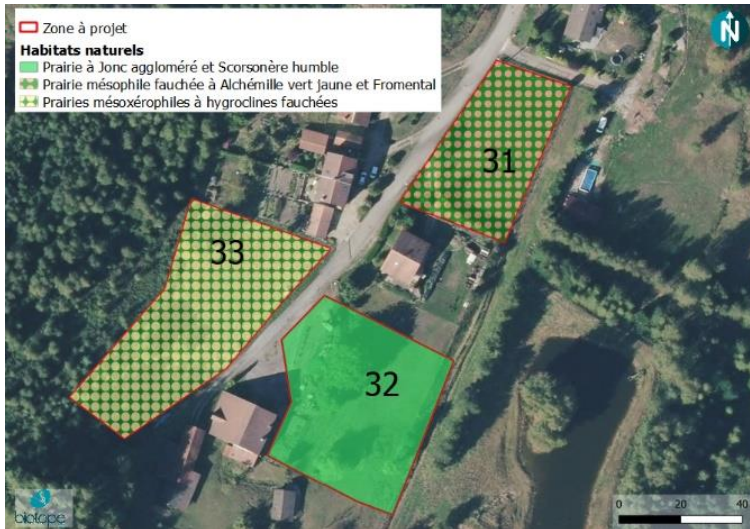 Zone à projet
Habitats naturels
Prairie à Jonc aggloméré et Scorsonère humble
Prairie mésophile fauchée à Alchémille vert jaune et Fromental
Prairies mésoxérophiles à hygroclines fauchées
N
31
33
32
biotope
0 20 40